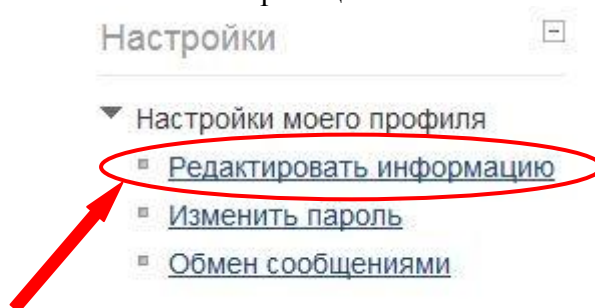 Настройки
Настройки моего профиля
Редактировать информацию
Изменить пароль
Обмен сообщениями